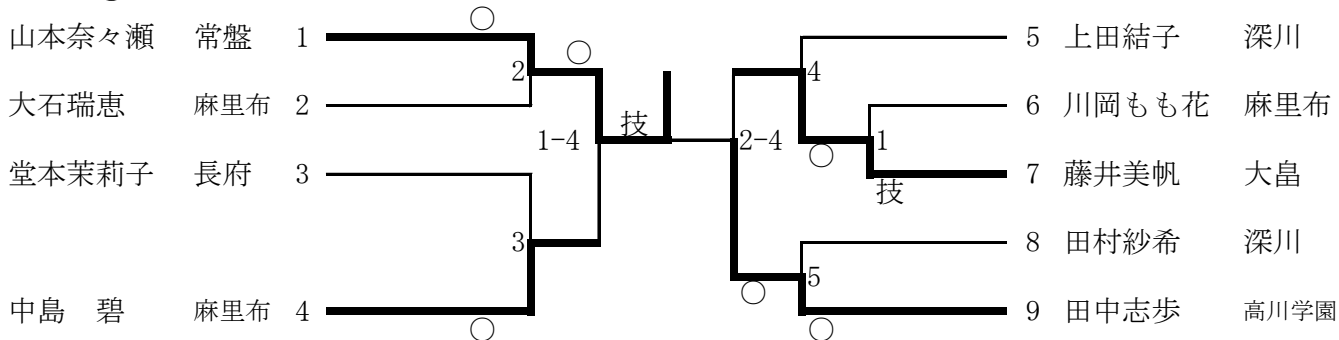 ○
山本奈々瀬 常盤 1
5 上田結子 深川
○
2
4
大石瑞恵 麻里布 2
6 川岡もも花 麻里布
1-4 技 2-4
1
○
堂本茉莉子 長府 3
7 藤井美帆 大畠
技
3
8 田村紗希 深川
5
○
中島 碧 麻里布 4
9 田中志歩 高川学園
○
○